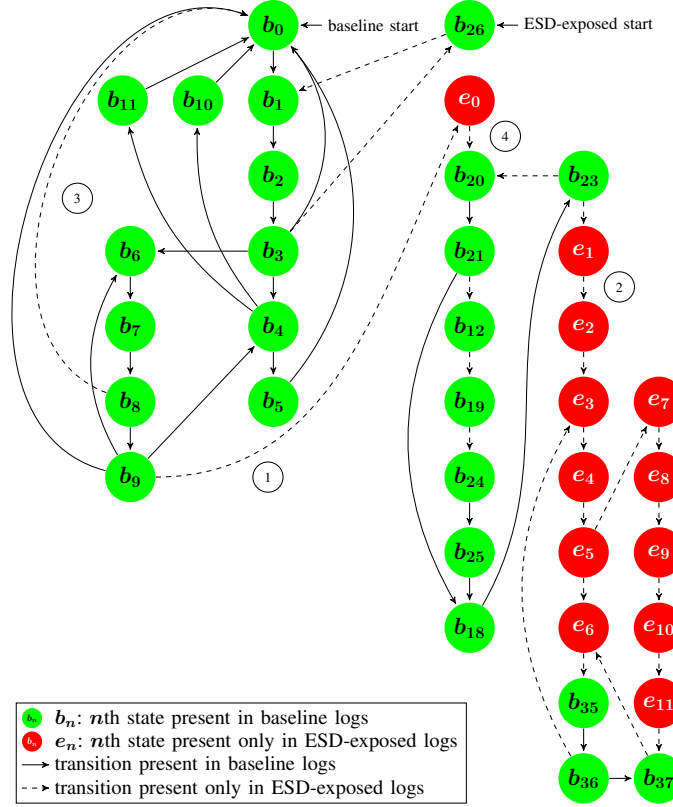 b0
baseline start
b26
ESD-exposed start
b11
b10
b1
e0
4
b2
b20
b23
3
b6
b3
b21
e1
2
b7
b4
b12
e2
b8
b5
b19
e3
e7
b9
1
b24
e4
e8
b25
e5
e9
b18
e6
e10
b35
e11
b36
b37
bn bn: nth state present in baseline logs
bn en: nth state present only in ESD-exposed logs
transition present in baseline logs
transition present only in ESD-exposed logs